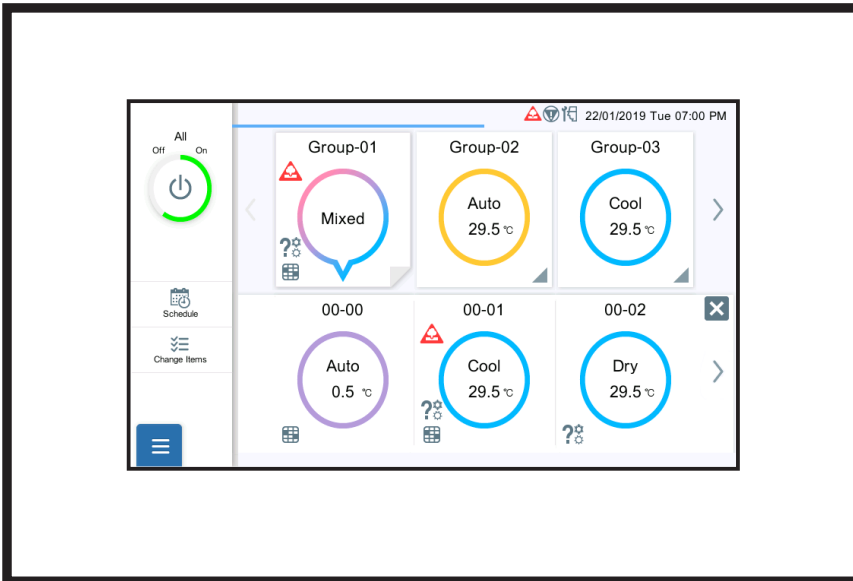 22/01/2019 Tue 07:00 PM
All
Off On
Schedule
Change Items
Group-01 Group-02 Group-03
Mixed
Auto
29.5 ℃
Cool
29.5 ℃
00-00 00-01 00-02
Auto
0.5 ℃
Cool
29.5 ℃
Dry
29.5 ℃